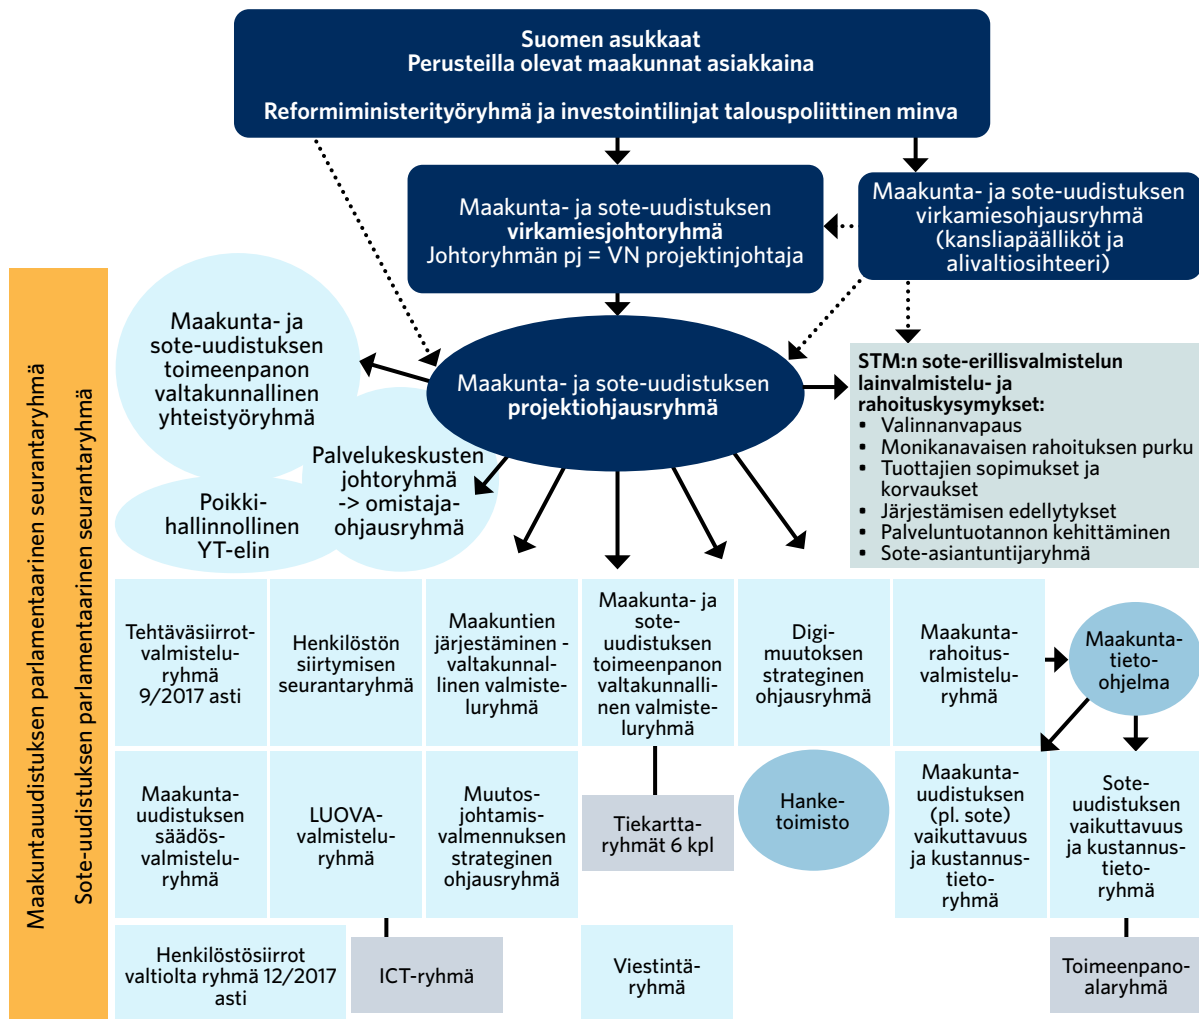 Suomen asukkaat
Perusteilla olevat maakunnat asiakkaina
Reformiministerityöryhmä ja investointilinjat talouspoliittinen minva
Maakunta- ja sote-uudistuksen
virkamiesjohtoryhmä
Johtoryhmän pj = VN projektinjohtaja
Maakunta- ja sote-uudistuksen
virkamiesohjausryhmä
(kansliapäälliköt ja
alivaltiosihteeri)
Maakuntauudistuksen parlamentaarinen seurantaryhmä
Sote-uudistuksen parlamentaarinen seurantaryhmä
Maakunta- ja
sote-uudistuksen
toimeenpanon
valtakunnallinen
yhteistyöryhmä
Maakunta- ja sote-uudistuksen
projektiohjausryhmä
STM:n sote-erillisvalmistelun
lainvalmistelu- ja
rahoituskysymykset:
▪ Valinnanvapaus
▪ Monikanavaisen rahoituksen purku
▪ Tuottajien sopimukset ja
korvaukset
▪ Järjestämisen edellytykset
▪ Palveluntuotannon kehittäminen
▪ Sote-asiantuntijaryhmä
Palvelukeskusten
johtoryhmä
-> omistaja-
ohjausryhmä
Poikki-
hallinnollinen
YT-elin
Tehtäväsiirrot-
valmistelu-
ryhmä
9/2017 asti
Henkilöstön
siirtymisen
seurantaryhmä
Maakuntien
järjestäminen -
valtakunnal-
linen valmiste-
luryhmä
Maakunta- ja
sote-
uudistuksen
toimeenpanon
valtakunnalli-
nen valmiste-
luryhmä
Digi-
muutoksen
strateginen
ohjausryhmä
Maakunta-
rahoitus-
valmistelu-
ryhmä
Maakunta-
tieto-
ohjelma
Maakunta-
uudistuksen
säädös-
valmistelu-
ryhmä
LUOVA-
valmistelu-
ryhmä
Muutos-
johtamis-
valmennuksen
strateginen
ohjausryhmä
Tiekartta-
ryhmät 6 kpl
Hanke-
toimisto
Maakunta-
uudistuksen
(pl. sote)
vaikuttavuus
ja kustannus-
tieto-
ryhmä
Sote-
uudistuksen
vaikuttavuus
ja kustannus-
tieto-
ryhmä
Henkilöstösiirrot
valtiolta ryhmä 12/2017
asti
ICT-ryhmä
Viestintä-
ryhmä
Toimeenpano-
alaryhmä